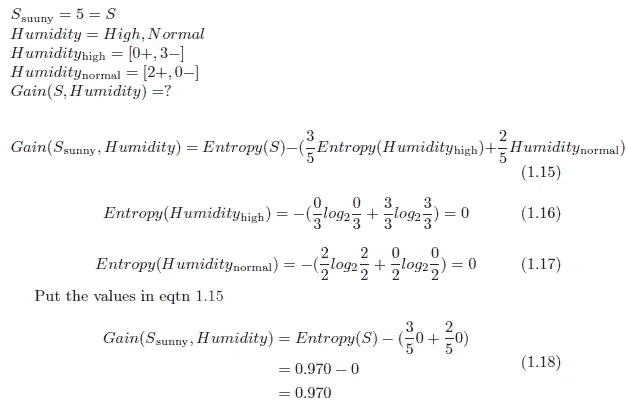 S_suuny = 5 = S
Humidity = High, Normal
Humidity_high = [0+, 3−]
Humidity_normal = [2+, 0−]
Gain(S, Humidity) =?
Gain(S_sunny, Humidity) = Entropy(S)−(3/5 Entropy(Humidity_high)+2/5 Humidity_normal)
(1.15)
Entropy(Humidity_high) = −(0/3 log₂ 0/3 + 3/3 log₂ 3/3) = 0 (1.16)
Entropy(Humidity_normal) = −(2/2 log₂ 2/2 + 0/2 log₂ 0/2) = 0 (1.17)
Put the values in eqtn 1.15
Gain(S_sunny, Humidity) = Entropy(S) − (3/5 0 + 2/5 0)
= 0.970 − 0 (1.18)
= 0.970